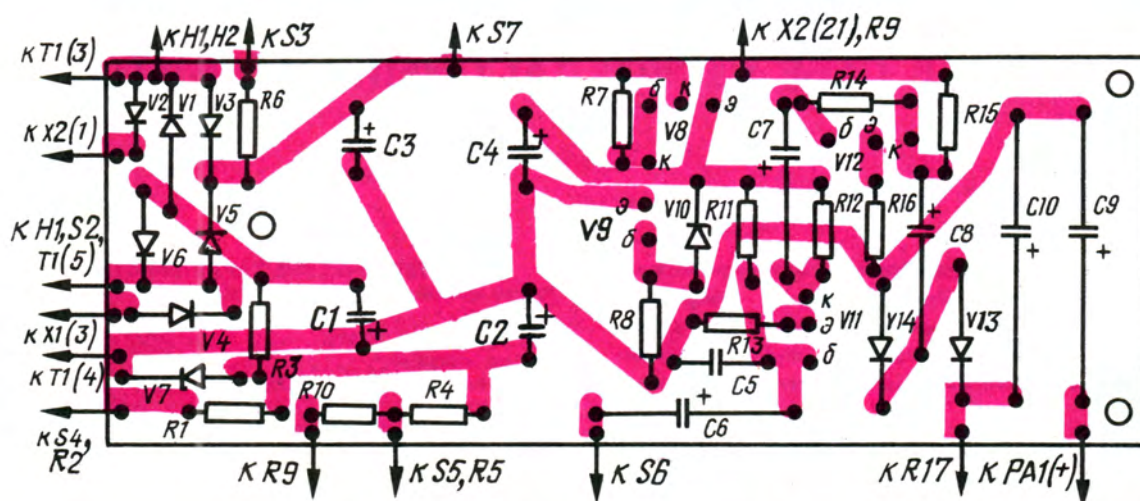 к H1,H2
к S3
к S7
к X2(21), R9
к T1(3)
V2
V1
V3
R6
R7
б
к
э
V8
R14
C7
б
э
к
R15
к X2(1)
C3
C4
к
V12
V5
э
V10
R11
R12
R16
C8
C10
C9
V9
б
к H1, S2,
T1(5)
V6
C1
C2
R8
к
э
V11
V14
V13
к X1(3)
V4
R3
R13
б
к T1(4)
V7
R10
R4
C5
R1
C6
к S4,
R2
к R9
к S5, R5
к S6
к R17
к PA1(+)